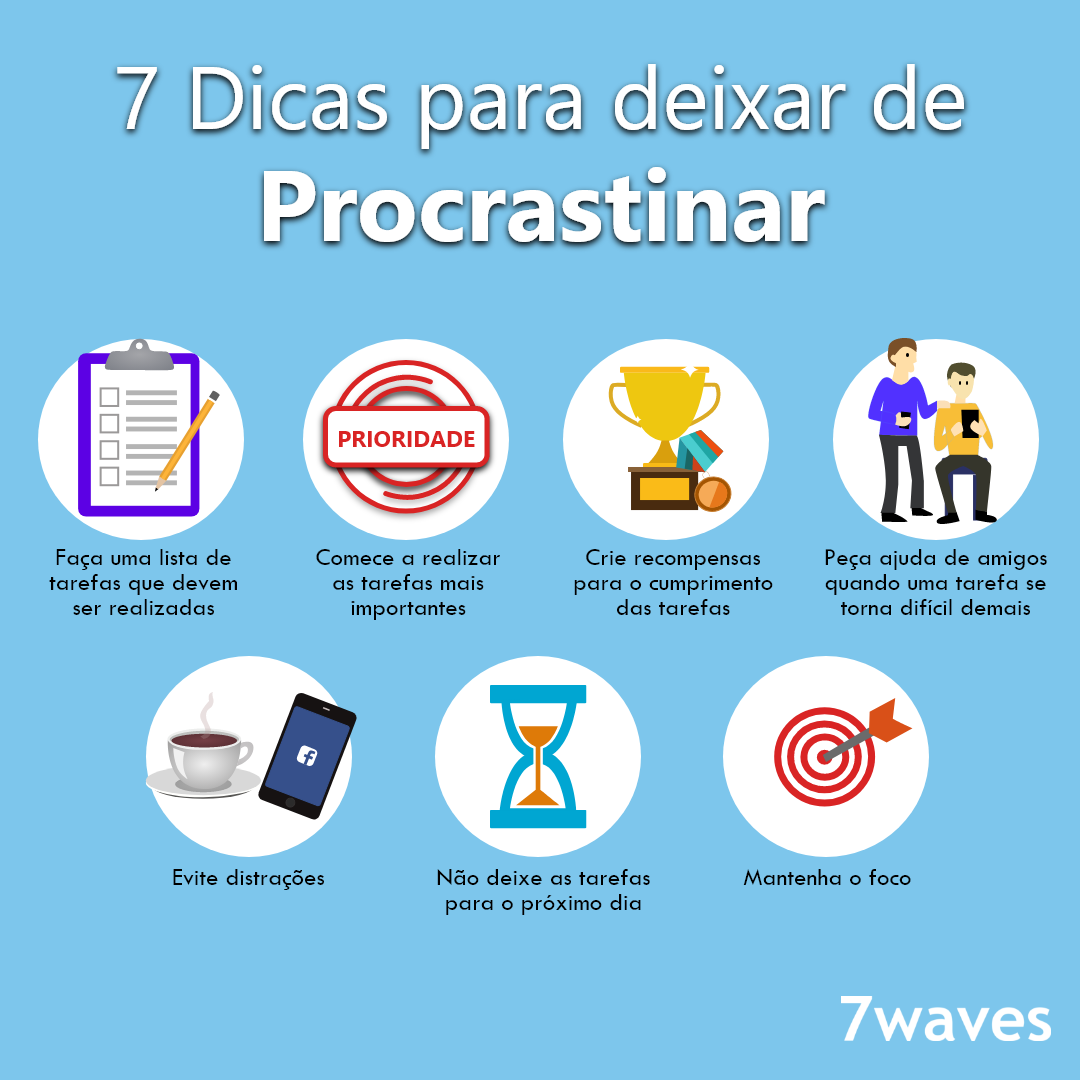 7 Dicas para deixar de
Procrastinar
PRIORIDADE
Faça uma lista de
tarefas que devem
ser realizadas
Comece a realizar
as tarefas mais
importantes
Crie recompensas
para o cumprimento
das tarefas
Peça ajuda de amigos
quando uma tarefa se
torna difícil demais
f
Evite distrações
Não deixe as tarefas
para o próximo dia
Mantenha o foco
7waves